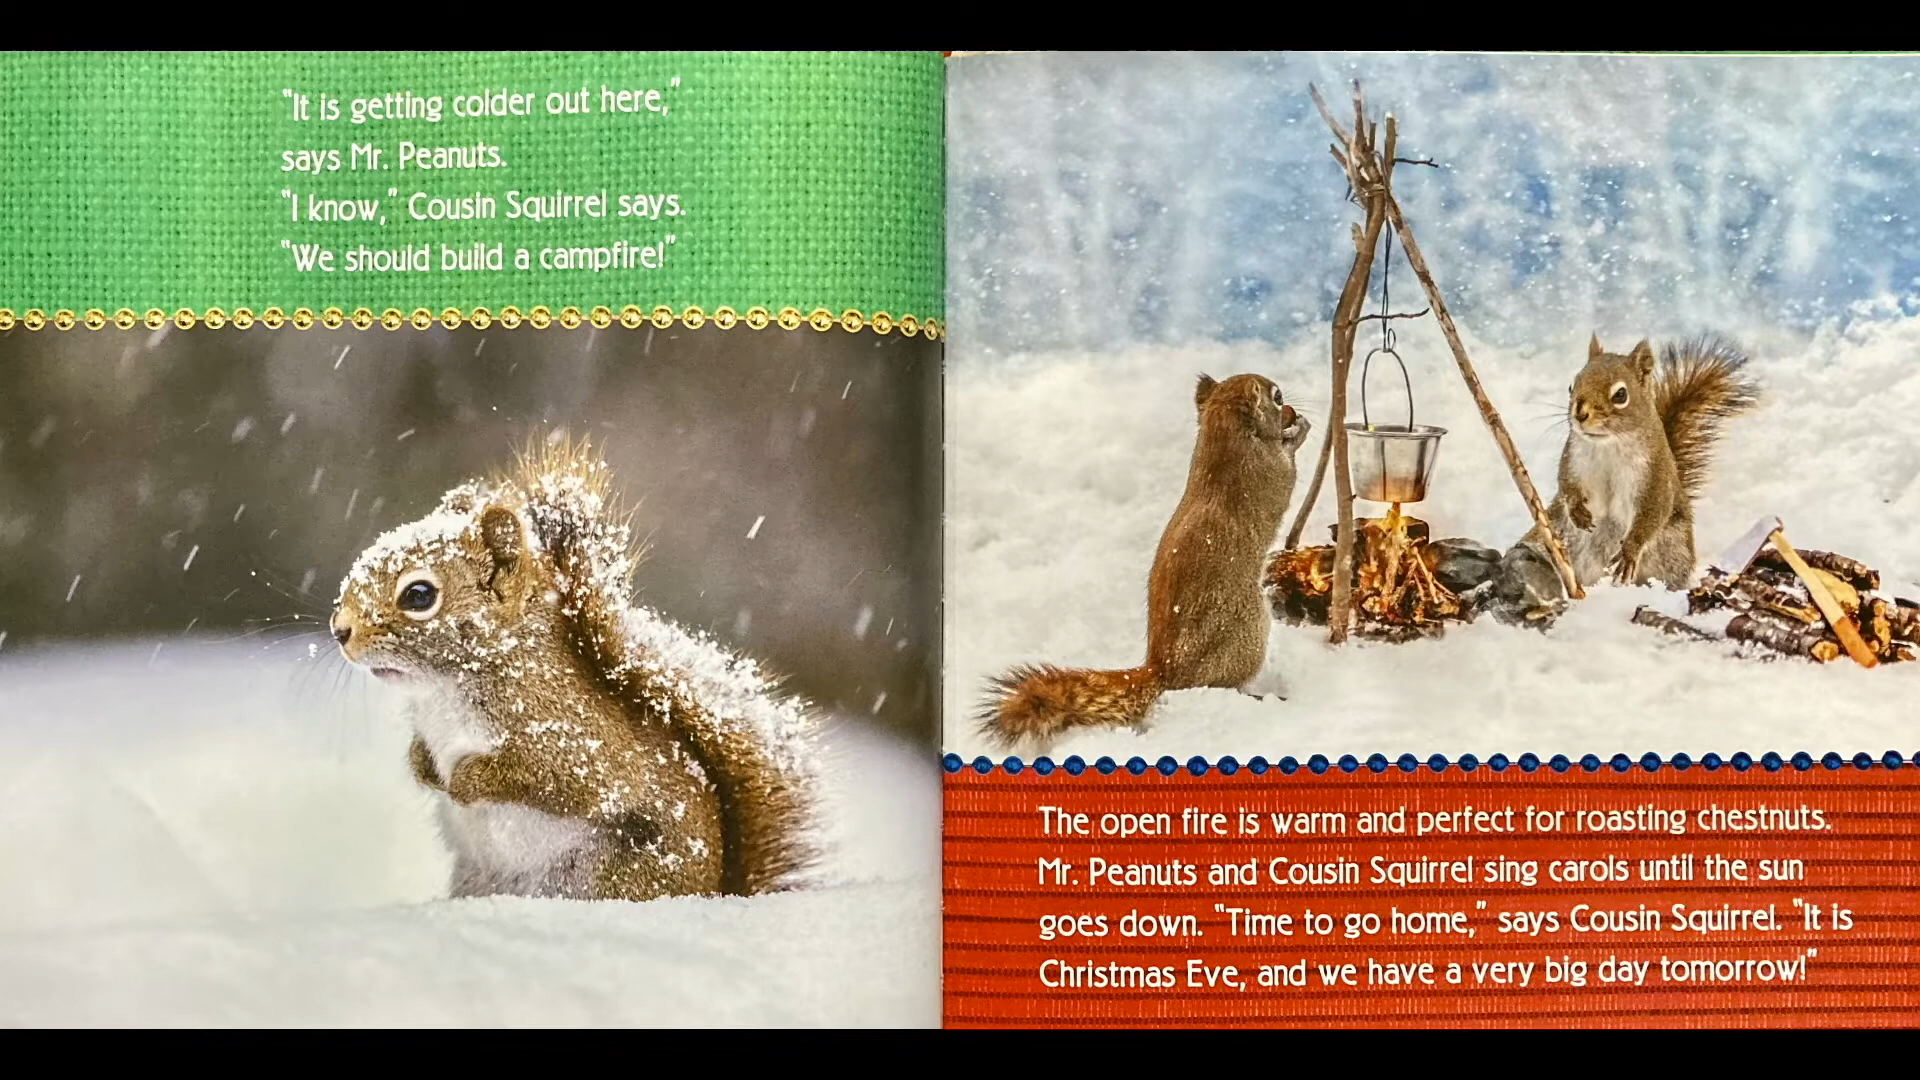 "It is getting colder out here,"
says Mr. Peanuts.
"I know," Cousin Squirrel says.
"We should build a campfire!"
The open fire is warm and perfect for roasting chestnuts.
Mr. Peanuts and Cousin Squirrel sing carols until the sun
goes down. "Time to go home," says Cousin Squirrel. "It is
Christmas Eve, and we have a very big day tomorrow!"